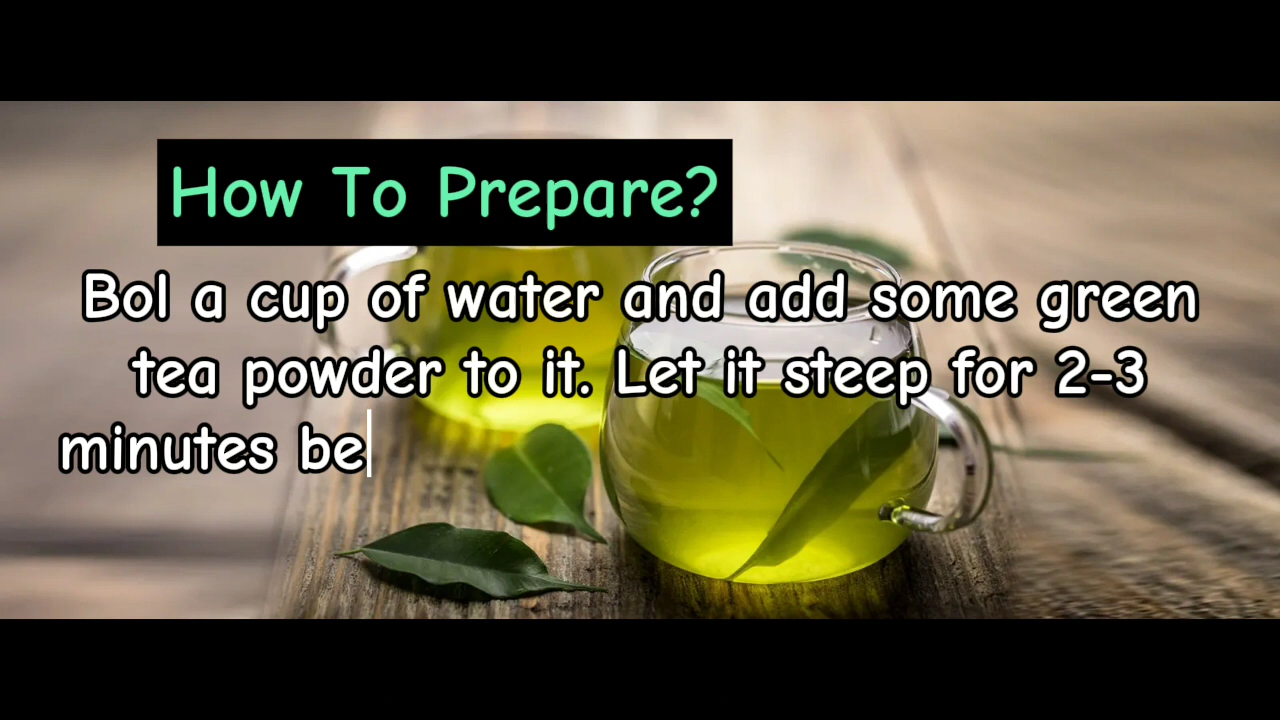 How To Prepare?
Bol a cup of water and add some green
tea powder to it. Let it steep for 2-3
minutes be